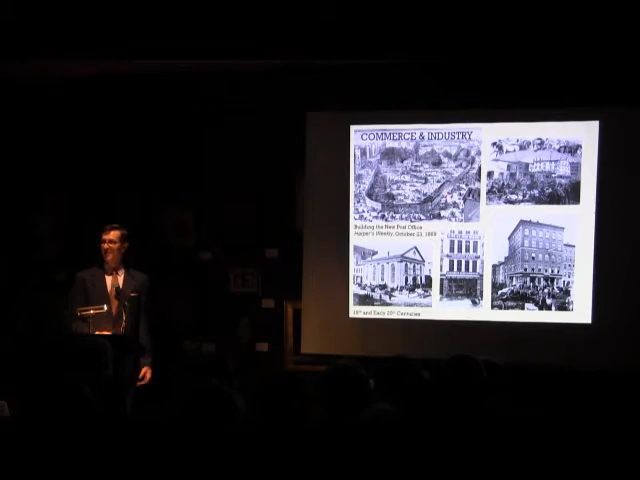 COMMERCE & INDUSTRY
Building the New Post Office
Harper's Weekly, October 23, 1869
19th and Early 20th Centuries